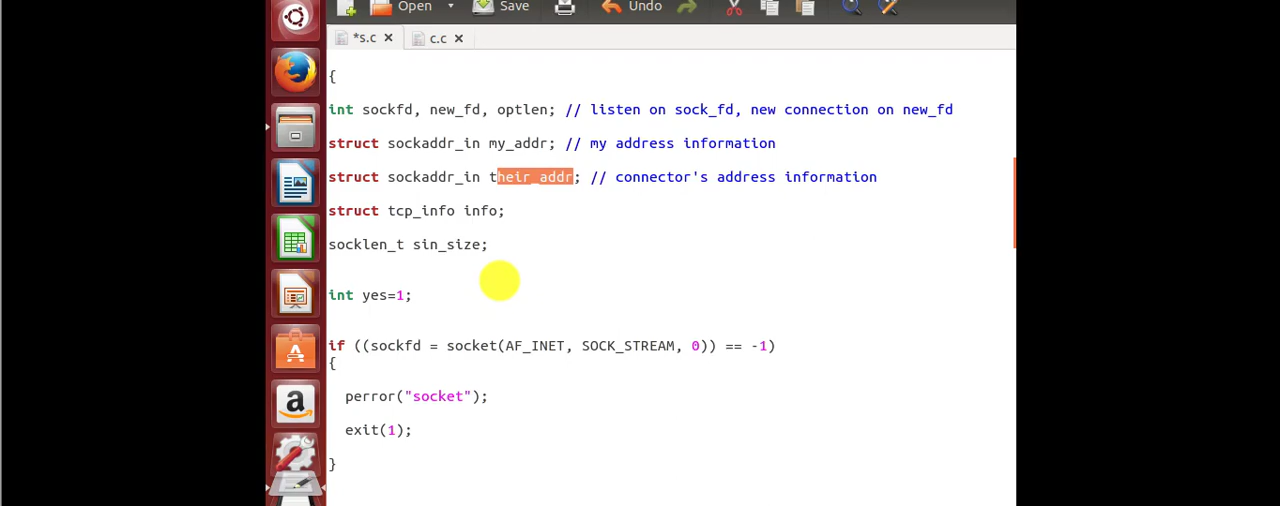 Open Save Undo
*s.c c.c
{
int sockfd, new_fd, optlen; // listen on sock_fd, new connection on new_fd
struct sockaddr_in my_addr; // my address information
struct sockaddr_in their_addr; // connector's address information
struct tcp_info info;
socklen_t sin_size;
int yes=1;
if ((sockfd = socket(AF_INET, SOCK_STREAM, 0)) == -1)
{
perror("socket");
exit(1);
}